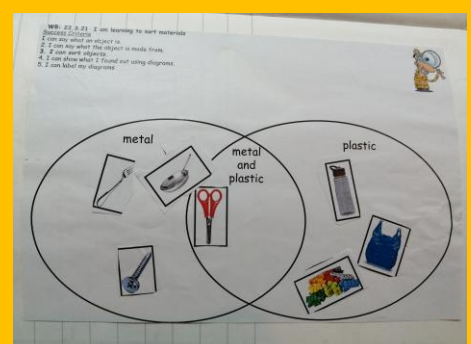 WB: 22.3.21 I am learning to sort materials
Success Criteria
I can say what an object is.
2. I can say what the object is made from.
3. I can sort objects.
4. I can show what I found out using diagrams.
5. I can label my diagrams
metal
metal
and
plastic
plastic